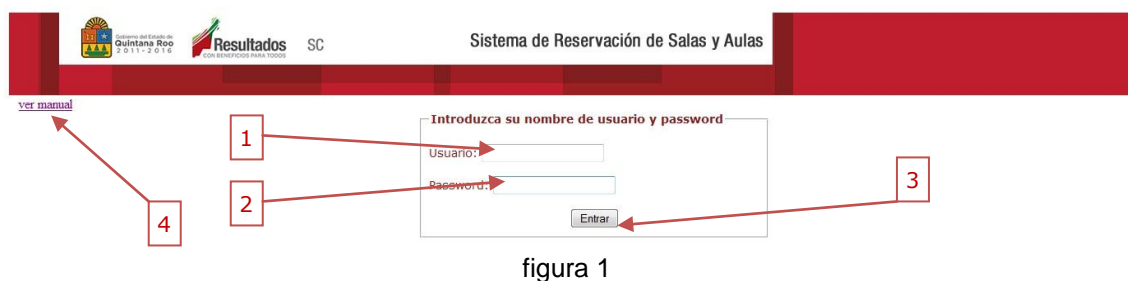 Gobierno del Estado de
Quintana Roo
2011-2016
Resultados
CON BENEFICIOS PARA TODOS
SC
Sistema de Reservación de Salas y Aulas
ver manual
Introduzca su nombre de usuario y password
1
Usuario:
2
Password:
3
4
Entrar
figura 1